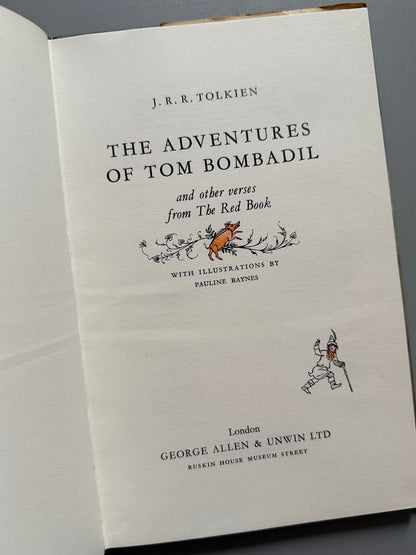 J. R. R. TOLKIEN
THE ADVENTURES
OF TOM BOMBADIL
and other verses
from The Red Book
WITH ILLUSTRATIONS BY
PAULINE BAYNES
London
GEORGE ALLEN & UNWIN LTD
RUSKIN HOUSE MUSEUM STREET